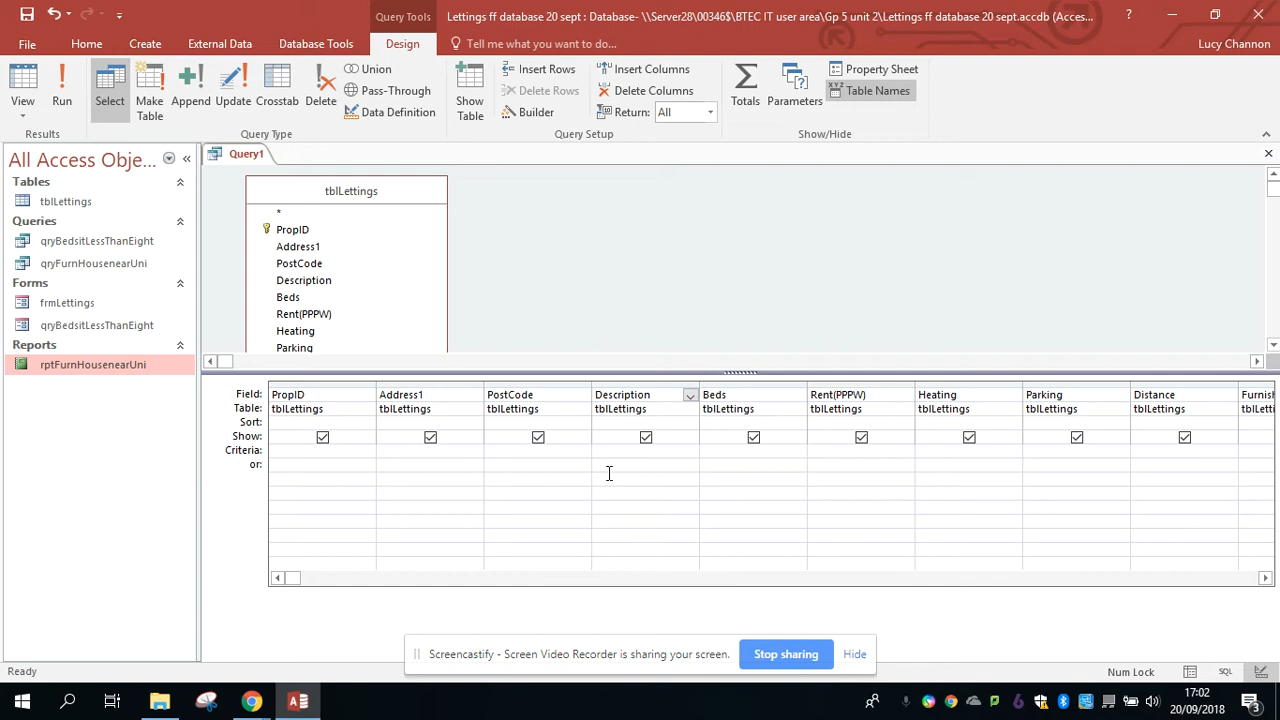 Query Tools
Lettings ff database 20 sept : Database- \\Server28\00346$\BTEC IT user area\Gp 5 unit 2\Lettings ff database 20 sept.accdb (Acces...
File Home Create External Data Database Tools Design Tell me what you want to do... Lucy Channon
View Run Select Make Table Append Update Crosstab Delete
Union
Pass-Through
Data Definition
Show Table
Insert Rows
Delete Rows
Builder
Insert Columns
Delete Columns
Return: All
Totals Parameters
Property Sheet
Table Names
Results Query Type Query Setup Show/Hide
All Access Obje...
Tables
tblLettings
Queries
qryBedsitLessThanEight
qryFurnHousenearUni
Forms
frmLettings
qryBedsitLessThanEight
Reports
rptFurnHousenearUni
Query1
tblLettings
*
PropID
Address1
PostCode
Description
Beds
Rent(PPPW)
Heating
Parking
Field: PropID Address1 PostCode Description Beds Rent(PPPW) Heating Parking Distance Furnis
Table: tblLettings tblLettings tblLettings tblLettings tblLettings tblLettings tblLettings tblLettings tblLettings tblLetti
Sort:
Show:
Criteria:
or:
Screencastify - Screen Video Recorder is sharing your screen. Stop sharing Hide
Ready Num Lock SQL
17:02
20/09/2018
3